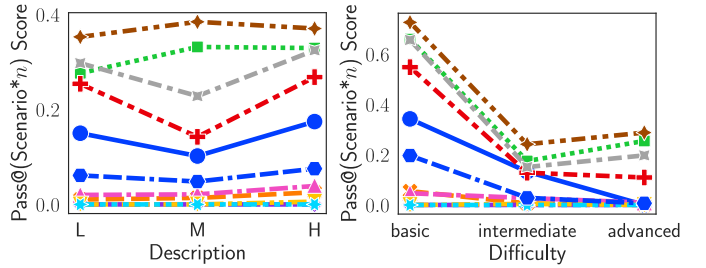 Pass@(Scenario*n) Score
0.4
0.2
0.0
L M H
Description
Pass@(Scenario*n) Score
0.6
0.4
0.2
0.0
basic intermediate advanced
Difficulty